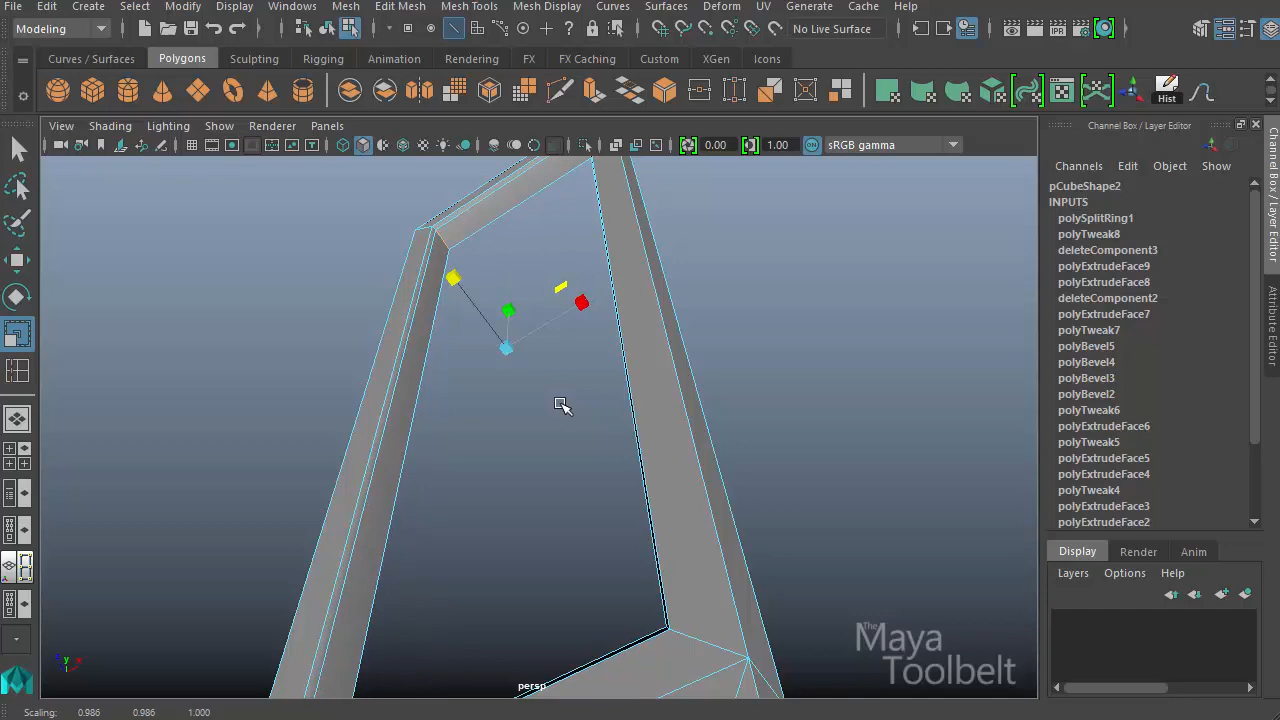 File Edit Create Select Modify Display Windows Mesh Edit Mesh Mesh Tools Mesh Display Curves Surfaces Deform UV Generate Cache Help
Modeling No Live Surface
Curves / Surfaces Polygons Sculpting Rigging Animation Rendering FX FX Caching Custom XGen Icons
Hist
View Shading Lighting Show Renderer Panels
Channel Box / Layer Editor
0.00 1.00 ON sRGB gamma
Channels Edit Object Show
pCubeShape2
INPUTS
polySplitRing1
polyTweak8
deleteComponent3
polyExtrudeFace9
polyExtrudeFace8
deleteComponent2
polyExtrudeFace7
polyTweak7
polyBevel5
polyBevel4
polyBevel3
polyBevel2
polyTweak6
polyExtrudeFace6
polyTweak5
polyExtrudeFace5
polyExtrudeFace4
polyTweak4
polyExtrudeFace3
polyExtrudeFace2
Channel Box / Layer Editor
Attribute Editor
Display Render Anim
Layers Options Help
The Maya
Toolbelt
y x
persp
Scaling: 0.986 0.986 1.000